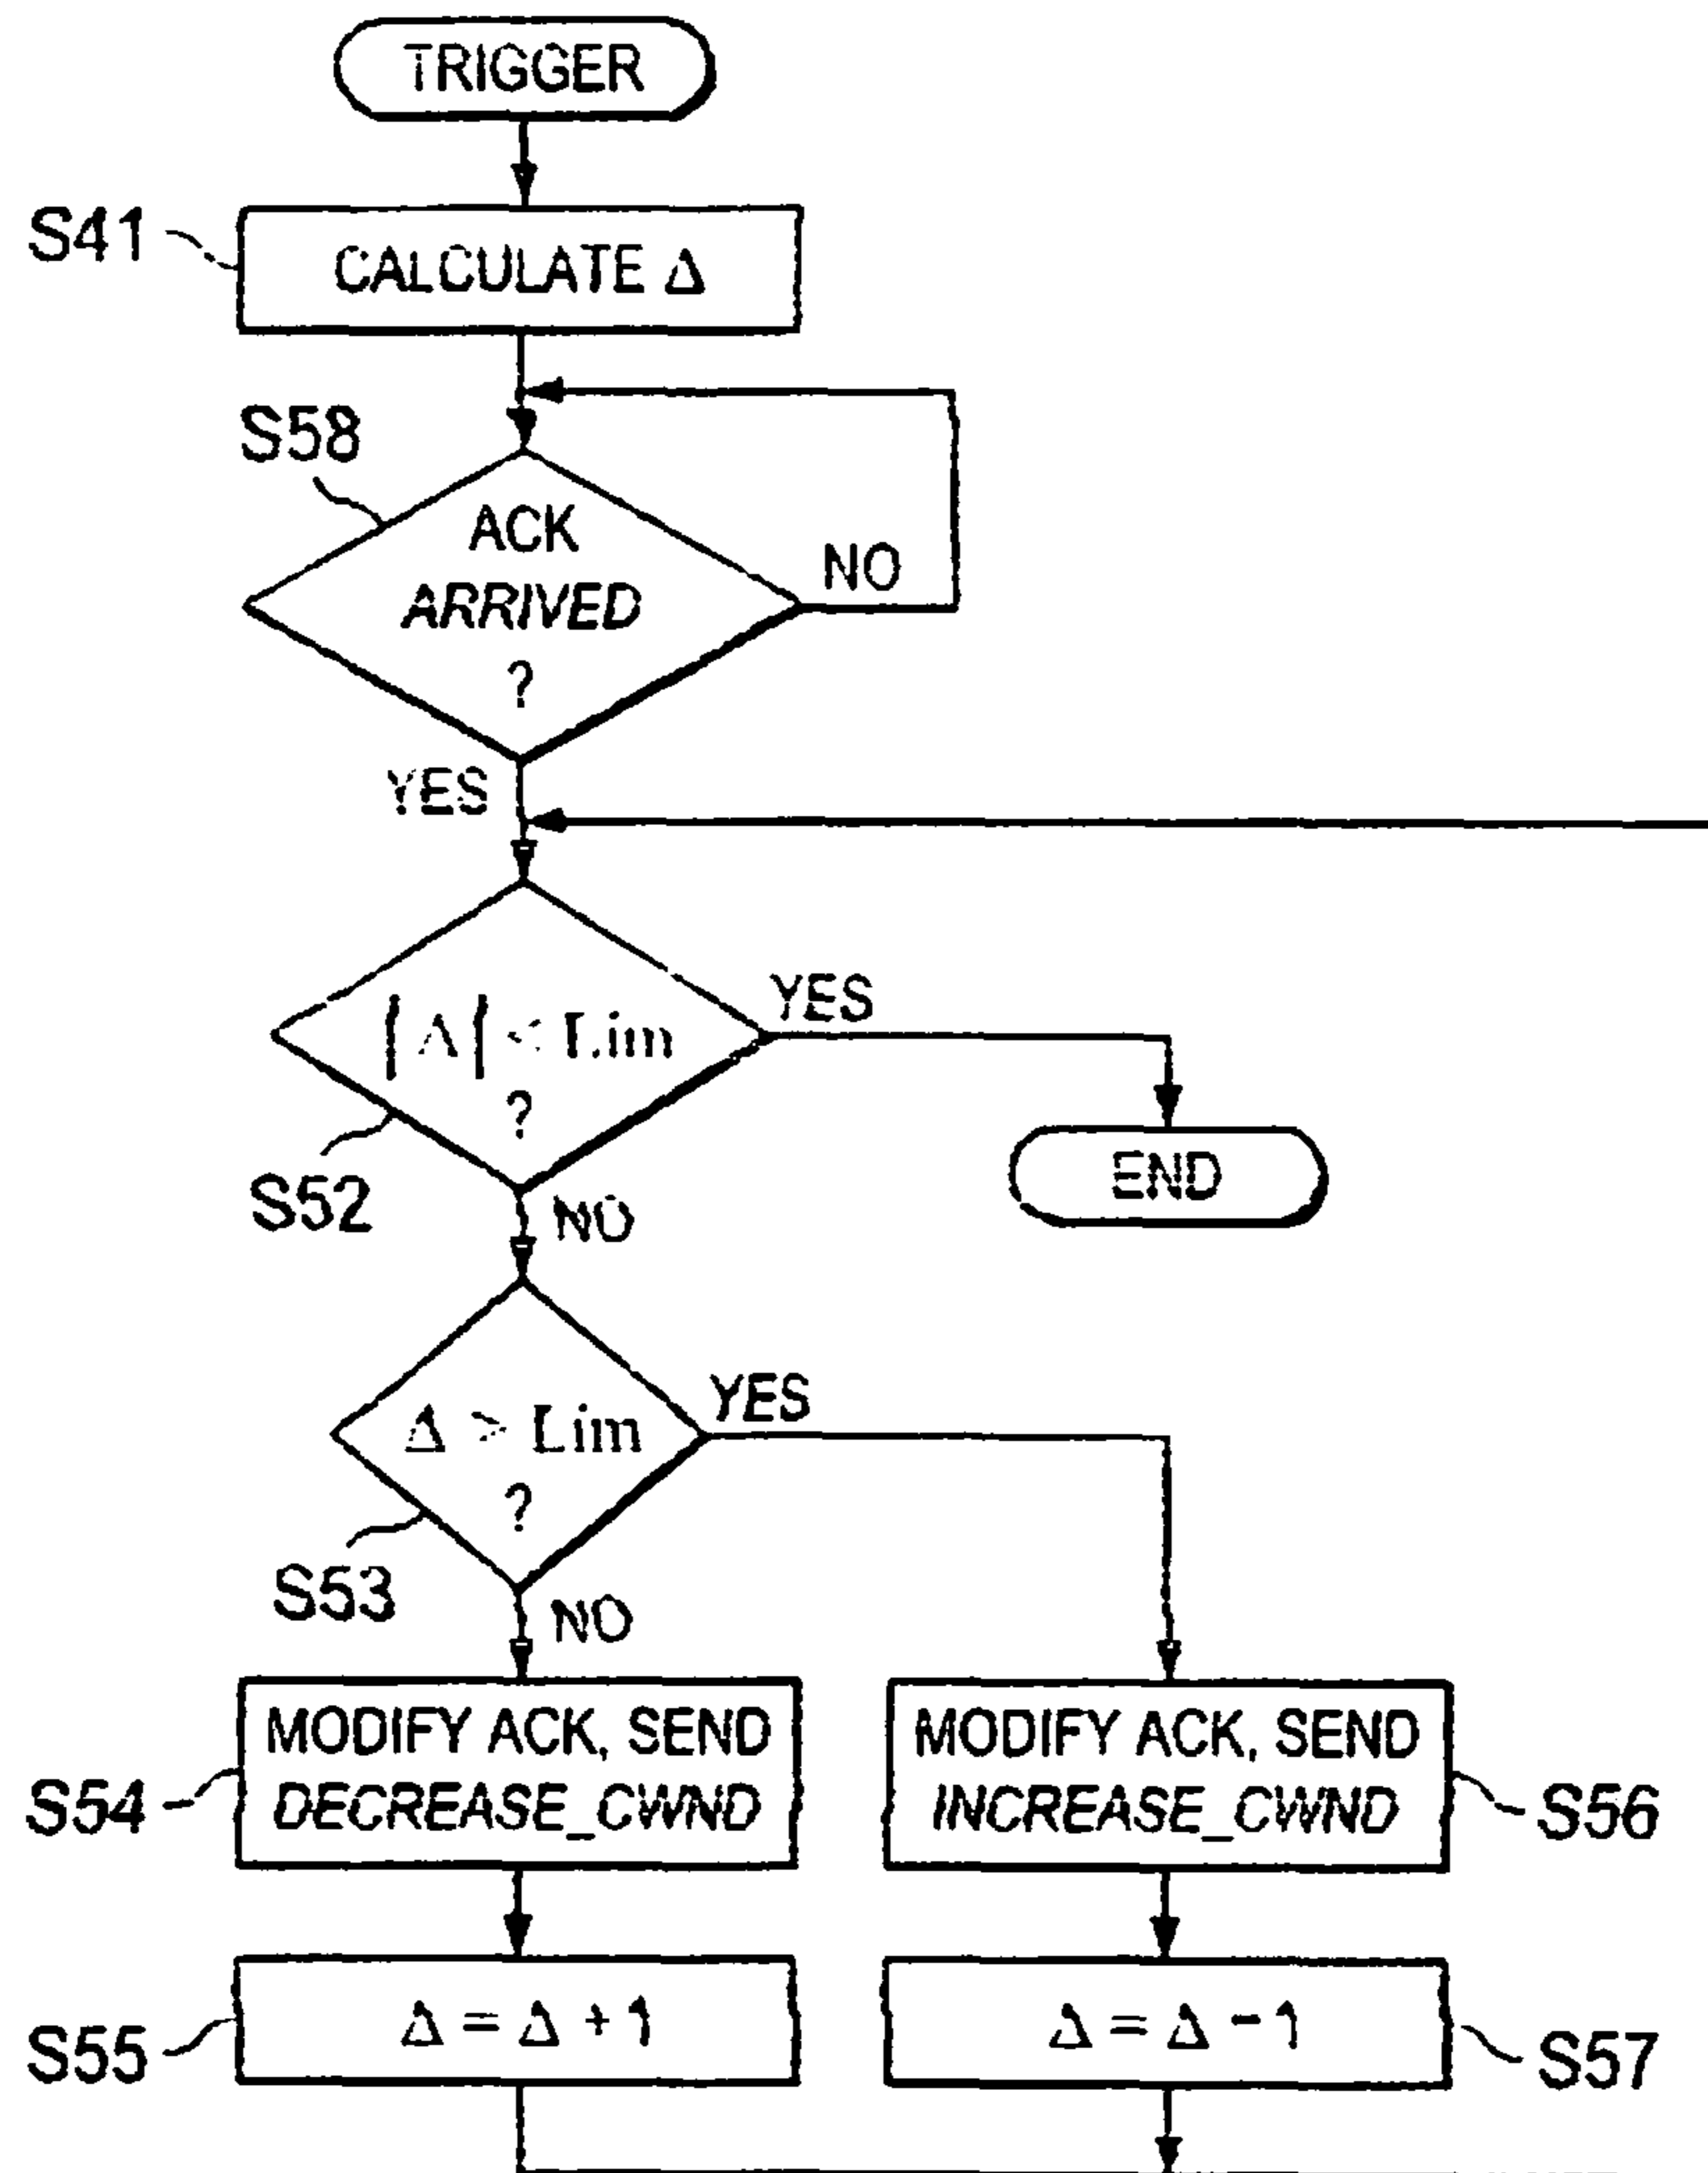 TRIGGER
S41
CALCULATE Δ
S58
ACK
ARRIVED
?
NO
YES
|Δ| < Lim
?
YES
S52
END
NO
Δ > Lim
?
YES
S53
NO
MODIFY ACK, SEND
DECREASE_CWND
S54
MODIFY ACK, SEND
INCREASE_CWND
S56
Δ = Δ + 1
S55
Δ = Δ - 1
S57